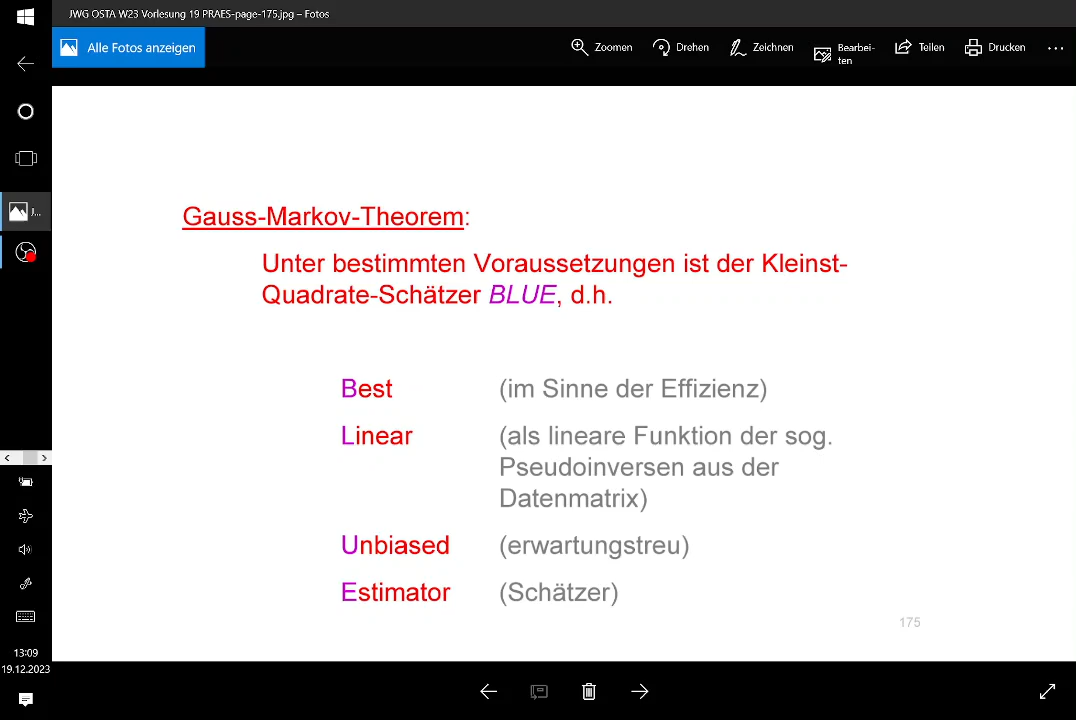 JWG OSTA W23 Vorlesung 19 PRAES-page-175.jpg – Fotos
Alle Fotos anzeigen
Zoomen
Drehen
Zeichnen
Bearbei-
ten
Teilen
Drucken
J...
Gauss-Markov-Theorem:
Unter bestimmten Voraussetzungen ist der Kleinst-
Quadrate-Schätzer BLUE, d.h.
Best (im Sinne der Effizienz)
Linear (als lineare Funktion der sog.
Pseudoinversen aus der
Datenmatrix)
Unbiased (erwartungstreu)
Estimator (Schätzer)
175
13:09
19.12.2023